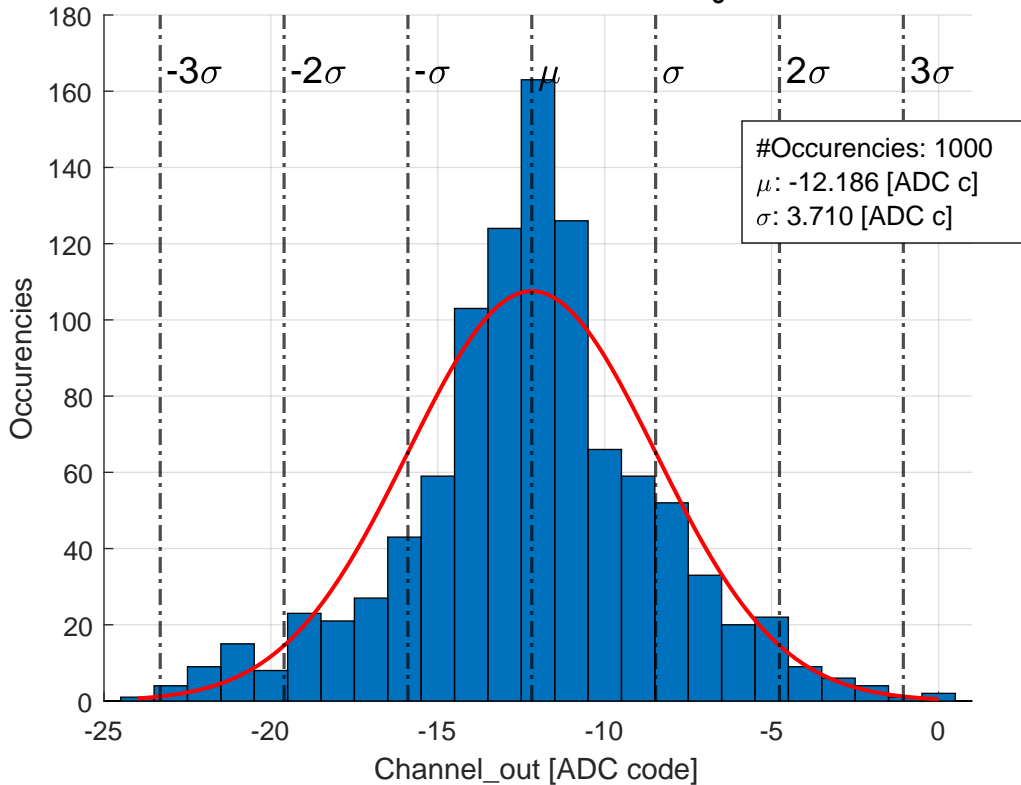 180
160
140
120
100
80
60
40
20
0
Occurencies
-3σ
-2σ
-σ
μ
σ
2σ
3σ
#Occurencies: 1000
μ: -12.186 [ADC c]
σ: 3.710 [ADC c]
-25
-20
-15
-10
-5
0
Channel_out [ADC code]